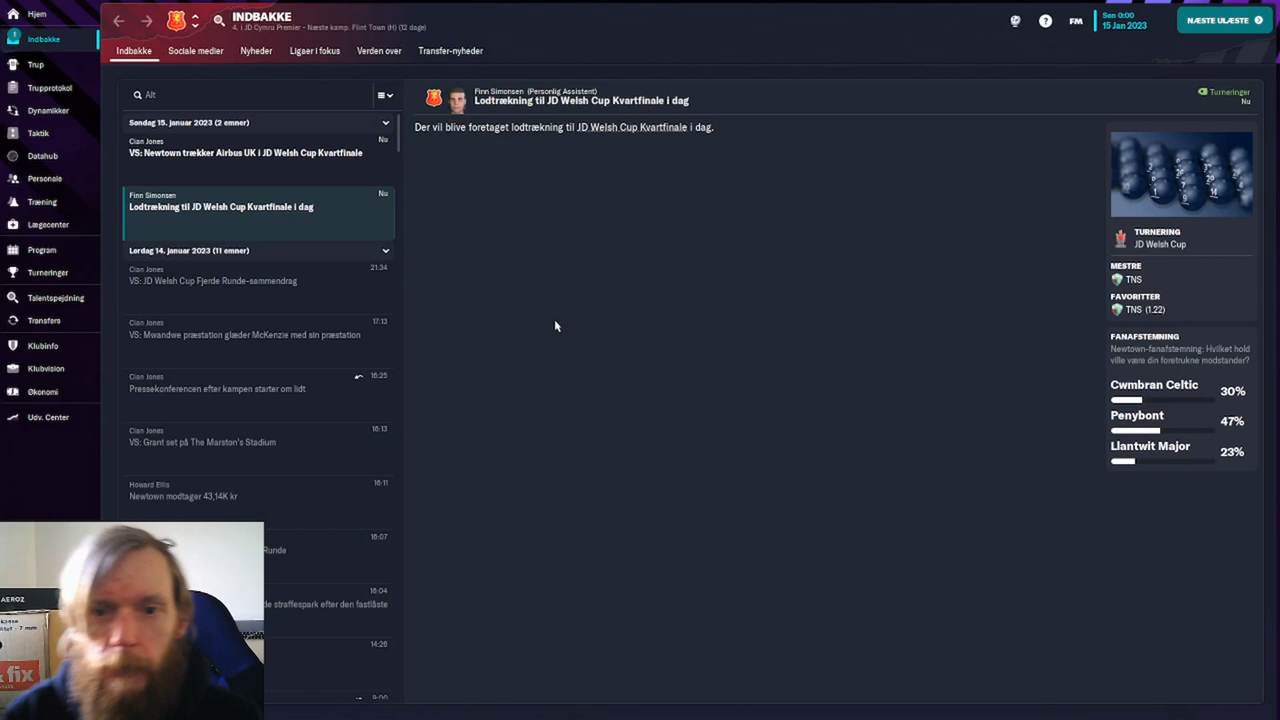 Hjem
Indbakke
Trup
Trupprotokol
Dynamikker
Taktik
Datahub
Personale
Træning
Lægecenter
Program
Turneringer
Talentspejdning
Transfers
Klubinfo
Klubvision
Økonomi
Udv. Center
1
INDBAKKE
4. i JD Cymru Premier - Næste kamp: Flint Town (H) (12 dage)
FM
Søn 0:00
15 Jan 2023
NÆSTE ULÆSTE
Indbakke
Sociale medier
Nyheder
Ligaer i fokus
Verden over
Transfer-nyheder
Alt
Søndag 15. januar 2023 (2 emner)
Cian Jones
Nu
VS: Newtown trækker Airbus UK i JD Welsh Cup Kvartfinale
Finn Simonsen
Nu
Lodtrækning til JD Welsh Cup Kvartfinale i dag
Lørdag 14. januar 2023 (11 emner)
Cian Jones
21:34
VS: JD Welsh Cup Fjerde Runde-sammendrag
Cian Jones
17:13
VS: Mwandwe præstation glæder McKenzie med sin præstation
Cian Jones
16:25
Pressekonferencen efter kampen starter om lidt
Cian Jones
16:13
VS: Grant set på The Marston's Stadium
Howard Ellis
16:11
Newtown modtager 43,14K kr
16:07
Runde
16:04
de straffespark efter den fastlåste
14:26
9:00
Finn Simonsen (Personlig Assistent)
Lodtrækning til JD Welsh Cup Kvartfinale i dag
Turneringer
Nu
Der vil blive foretaget lodtrækning til JD Welsh Cup Kvartfinale i dag.
TURNERING
JD Welsh Cup
MESTRE
TNS
FAVORITTER
TNS (1.22)
FANAFSTEMNING
Newtown-fanafstemning: Hvilket hold
ville være din foretrukne modstander?
Cwmbran Celtic
30%
Penybont
47%
Llantwit Major
23%
AEROZ
fix